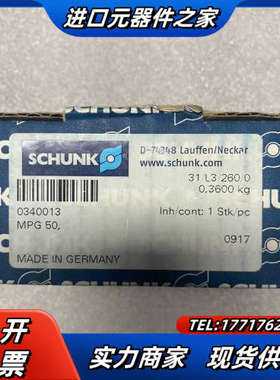 进口元器件之家
D-74348 Lauffen/Neckar
SCHUNK
www.schunk.com
31 L3 260 0
0.3600 kg
0340013
MPG 50,
Inh/cont: 1 Stk/pc
0917
MADE IN GERMANY
可开
票
TEL:1771762
实力商家 现货供